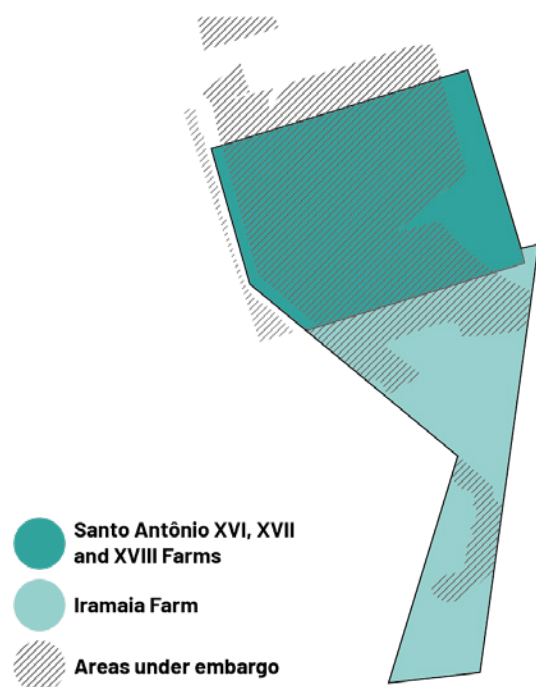 Santo Antônio XVI, XVII
and XVIII Farms
Iramaia Farm
Areas under embargo